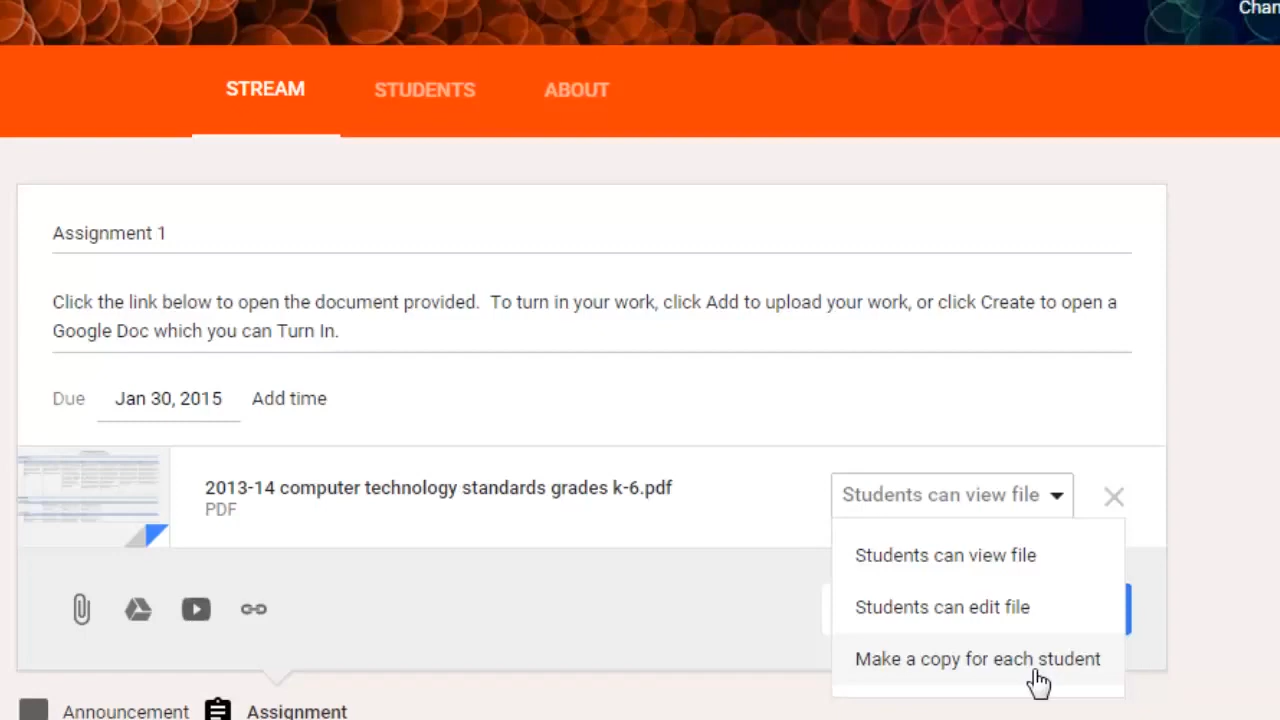 Chan
STREAM STUDENTS ABOUT
Assignment 1
Click the link below to open the document provided.  To turn in your work, click Add to upload your work, or click Create to open a
Google Doc which you can Turn In.
Due Jan 30, 2015 Add time
2013-14 computer technology standards grades k-6.pdf
PDF
Students can view file
Students can view file
Students can edit file
Make a copy for each student
Announcement Assignment